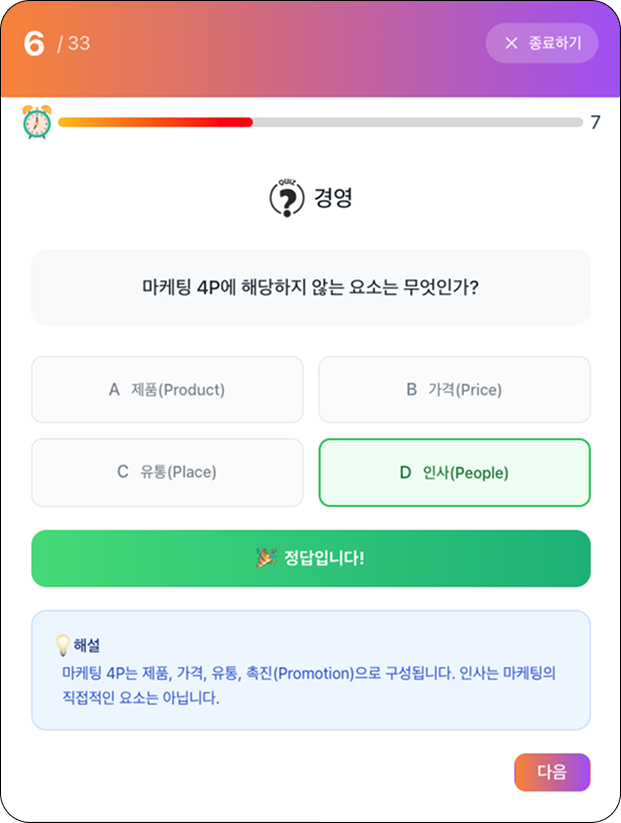 6 / 33
× 종료하기
7
QUIZ
? 경영
마케팅 4P에 해당하지 않는 요소는 무엇인가?
A 제품(Product)
B 가격(Price)
C 유통(Place)
D 인사(People)
정답입니다!
해설
마케팅 4P는 제품, 가격, 유통, 촉진(Promotion)으로 구성됩니다. 인사는 마케팅의
직접적인 요소는 아닙니다.
다음